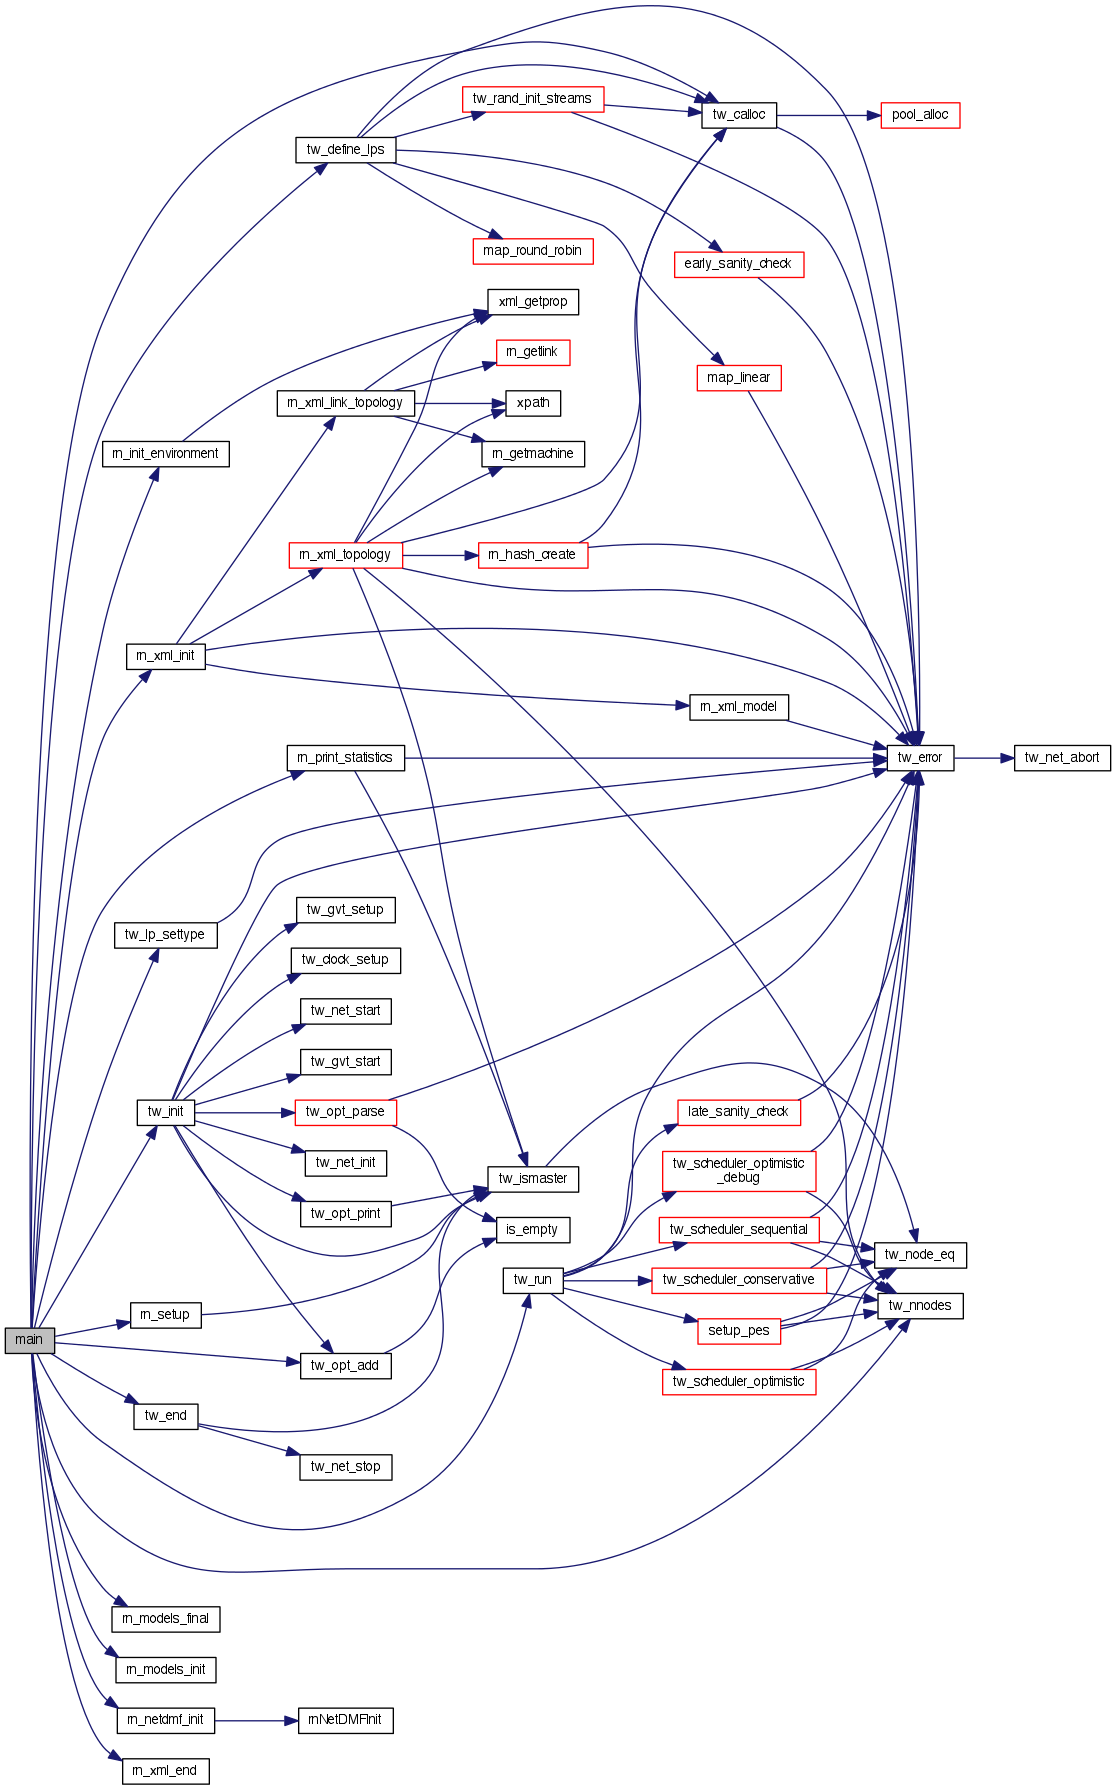 tw_rand_init_streams
tw_calloc
pool_alloc
tw_define_lps
map_round_robin
early_sanity_check
xml_getprop
rn_getlink
map_linear
rn_xml_link_topology
xpath
rn_init_environment
rn_getmachine
rn_xml_topology
rn_hash_create
rn_xml_init
rn_xml_model
rn_print_statistics
tw_error
tw_net_abort
tw_gvt_setup
tw_lp_settype
tw_clock_setup
tw_net_start
tw_gvt_start
tw_init
tw_opt_parse
late_sanity_check
tw_net_init
tw_ismaster
tw_scheduler_optimistic
_debug
tw_opt_print
is_empty
tw_scheduler_sequential
tw_node_eq
tw_run
tw_scheduler_conservative
tw_nnodes
rn_setup
setup_pes
main
tw_opt_add
tw_scheduler_optimistic
tw_end
tw_net_stop
rn_models_final
rn_models_init
rn_netdmf_init
rnNetDMFInit
rn_xml_end